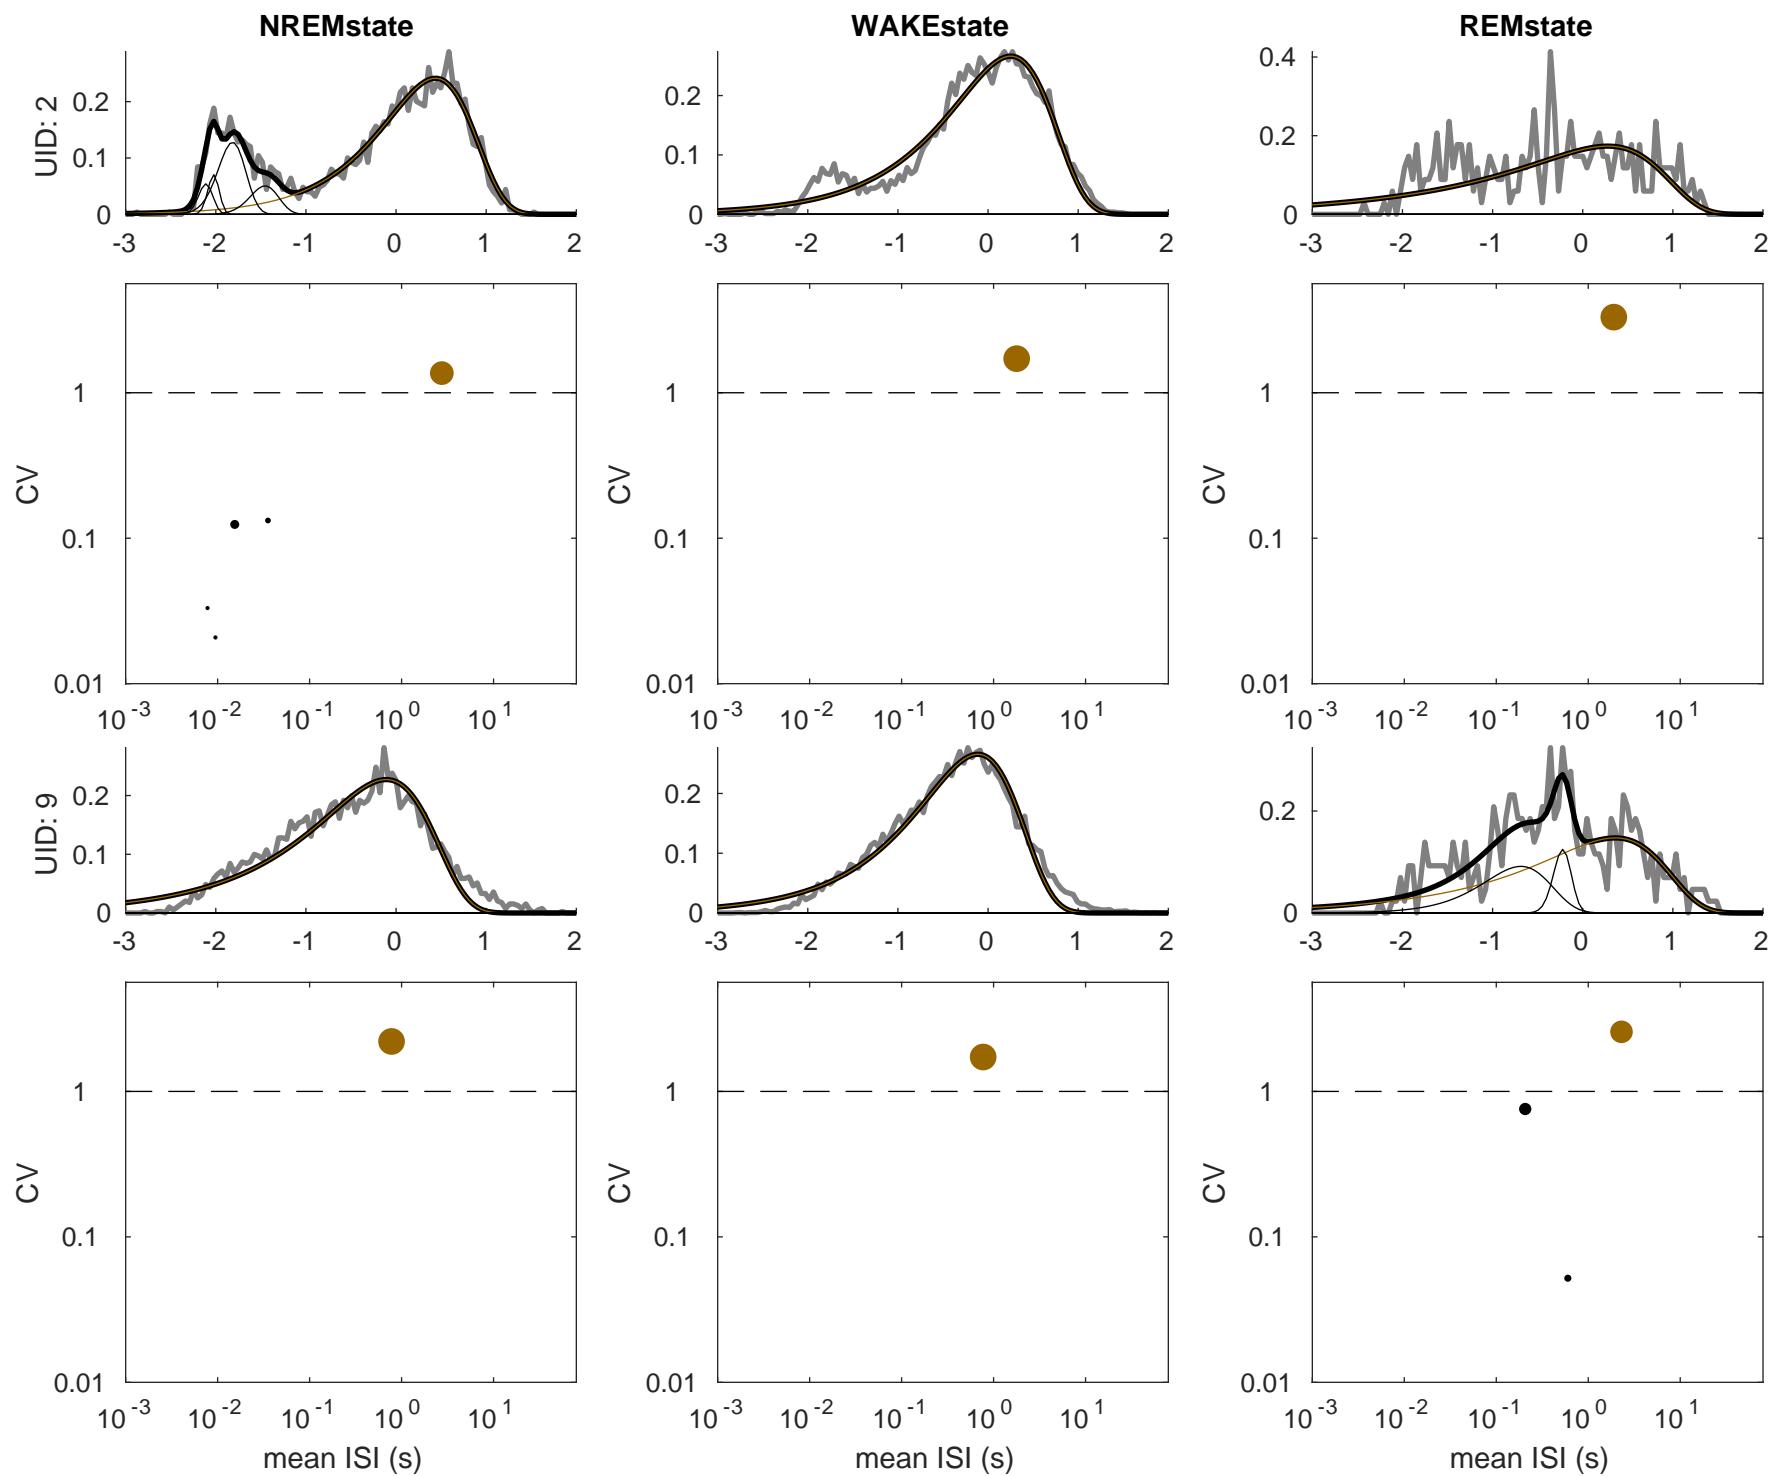 NREMstate WAKEstate REMstate
UID: 2
0.2 0.1 0
0.2 0.1 0
0.4 0.2 0
-3 -2 -1 0 1 2
-3 -2 -1 0 1 2
-3 -2 -1 0 1 2
CV 1 0.1 0.01
CV 1 0.1 0.01
CV 1 0.1 0.01
10^-3 10^-2 10^-1 10^0 10^1
10^-3 10^-2 10^-1 10^0 10^1
10^-3 10^-2 10^-1 10^0 10^1
UID: 9
0.2 0.1 0
0.2 0.1 0
0.2 0
-3 -2 -1 0 1 2
-3 -2 -1 0 1 2
-3 -2 -1 0 1 2
CV 1 0.1 0.01
CV 1 0.1 0.01
CV 1 0.1 0.01
10^-3 10^-2 10^-1 10^0 10^1
10^-3 10^-2 10^-1 10^0 10^1
10^-3 10^-2 10^-1 10^0 10^1
mean ISI (s) mean ISI (s) mean ISI (s)